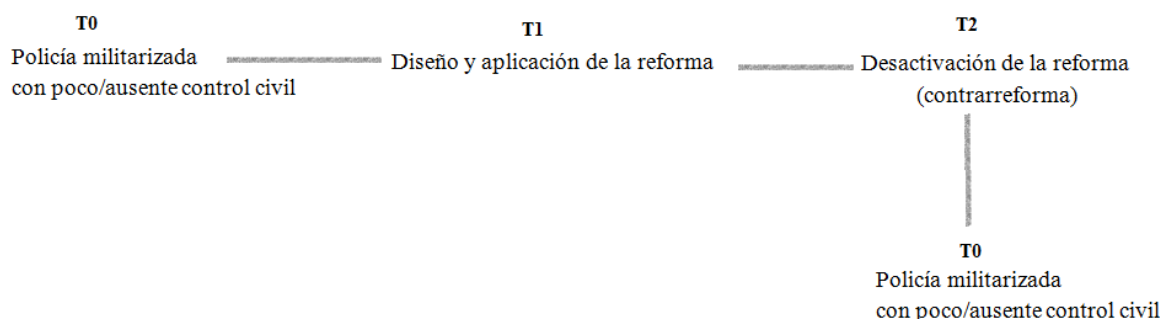 T0
Policía militarizada
con poco/ausente control civil
T1
Diseño y aplicación de la reforma
T2
Desactivación de la reforma
(contrarreforma)
T0
Policía militarizada
con poco/ausente control civil